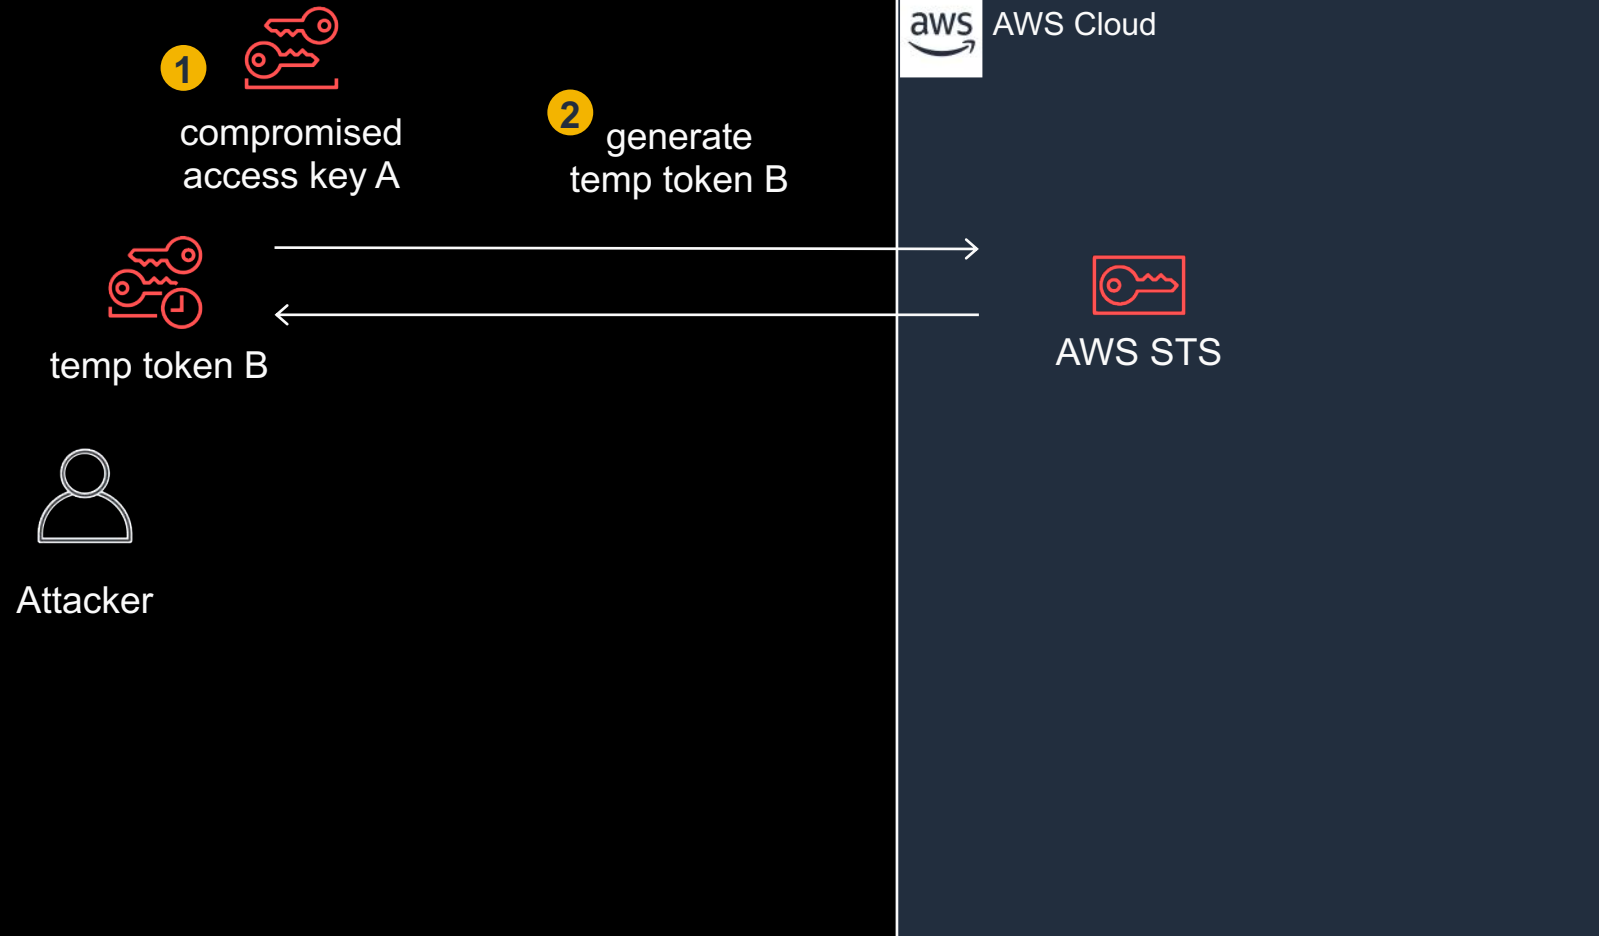 1
compromised
access key A
2
generate
temp token B
aws
AWS Cloud
temp token B
AWS STS
Attacker